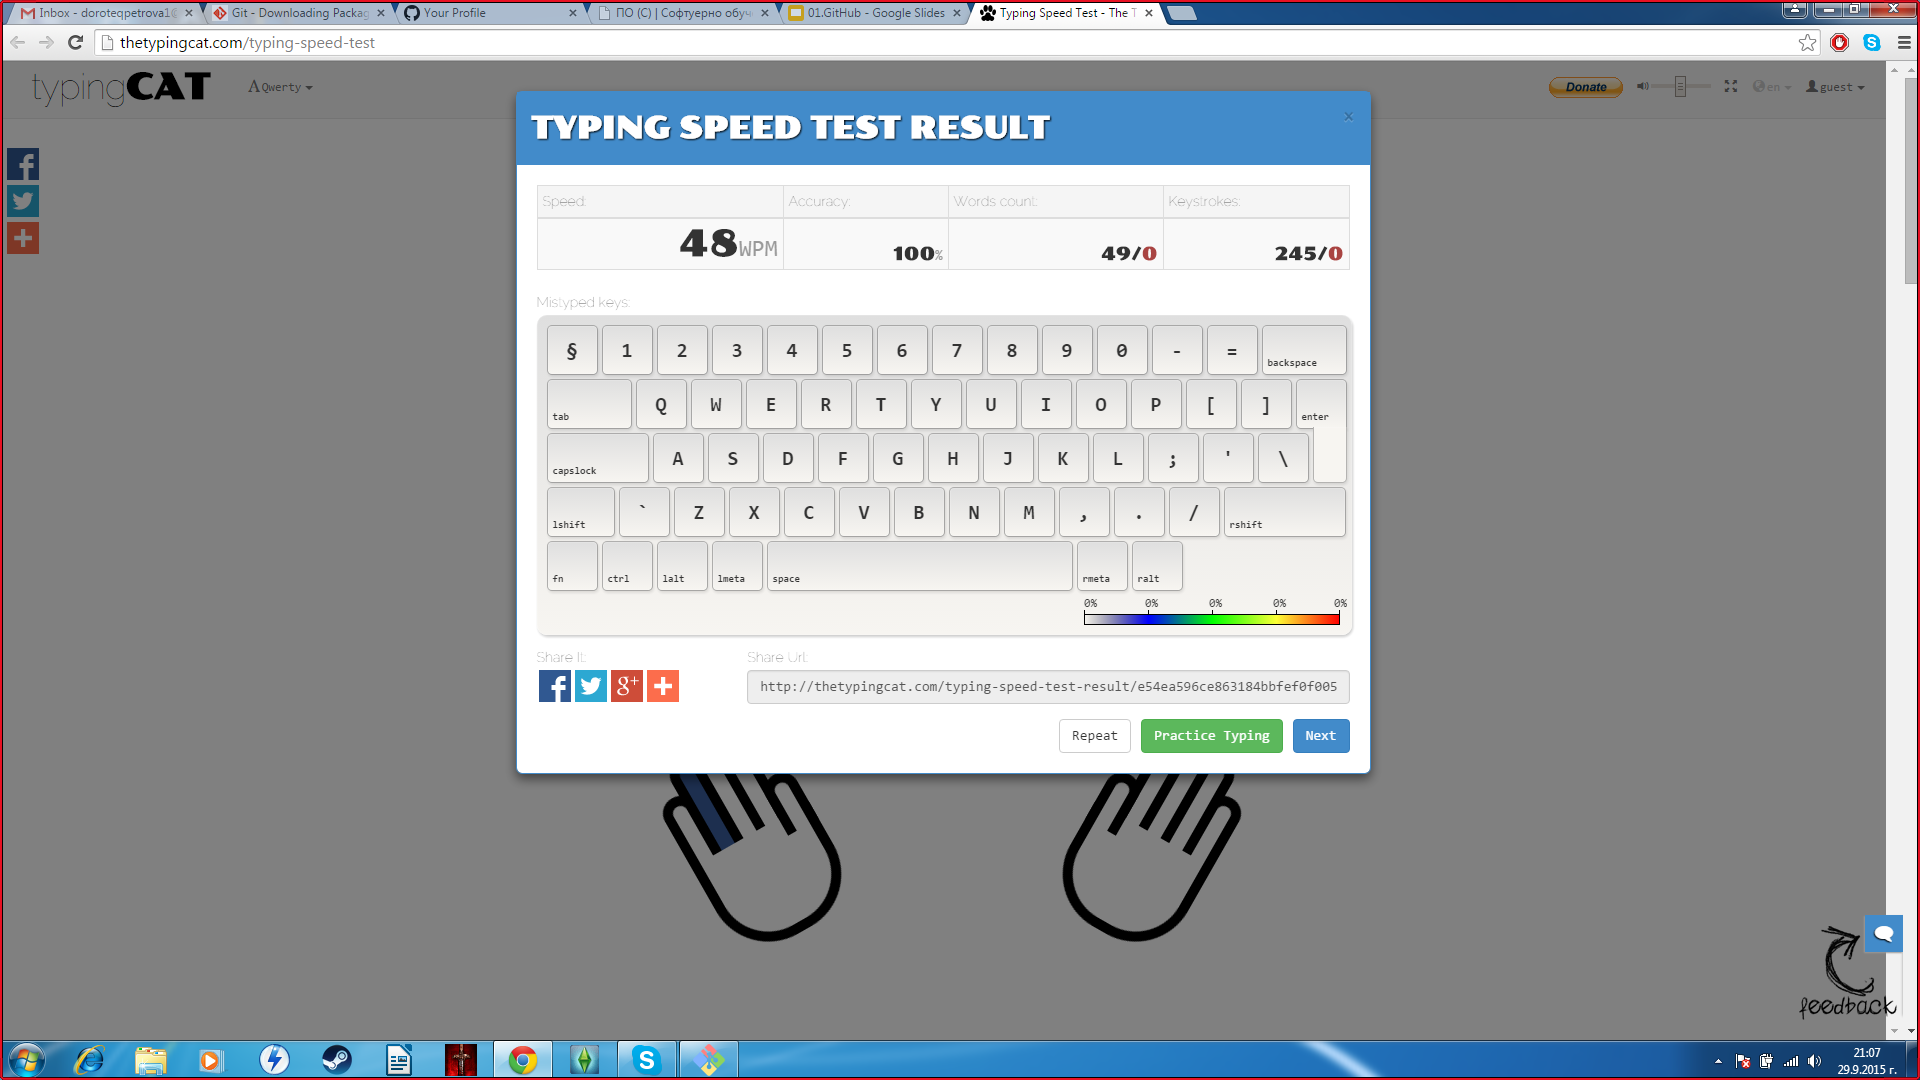 Inbox - doroteqpetrova1@
Git - Downloading Packag
Your Profile
ПО (C) | Софтуерно обуч
01.GitHub - Google Slides
Typing Speed Test - The T
thetypingcat.com/typing-speed-test
typingCAT
A Qwerty
Donate
en
guest
TYPING SPEED TEST RESULT
×
Speed: Accuracy: Words count: Keystrokes:
48WPM 100% 49/0 245/0
Mistyped keys:
§ 1 2 3 4 5 6 7 8 9 0 - = backspace
tab Q W E R T Y U I O P [ ] enter
capslock A S D F G H J K L ; ' \
lshift ` Z X C V B N M , . / rshift
fn ctrl lalt lmeta space rmeta ralt
0% 0% 0% 0% 0%
Share It: Share Url:
http://thetypingcat.com/typing-speed-test-result/e54ea596ce863184bbfef0f005
Repeat Practice Typing Next
feedback
21:07
29.9.2015 г.